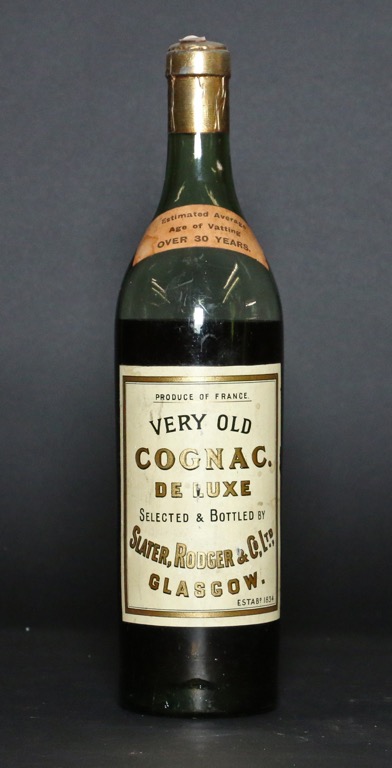 Estimated Average
Age of Vatting
OVER 30 YEARS.
PRODUCE OF FRANCE.
VERY OLD
COGNAC.
DE LUXE
SELECTED & BOTTLED BY
SLATER, RODGER & Co, LTD,
GLASGOW.
ESTABD 1834